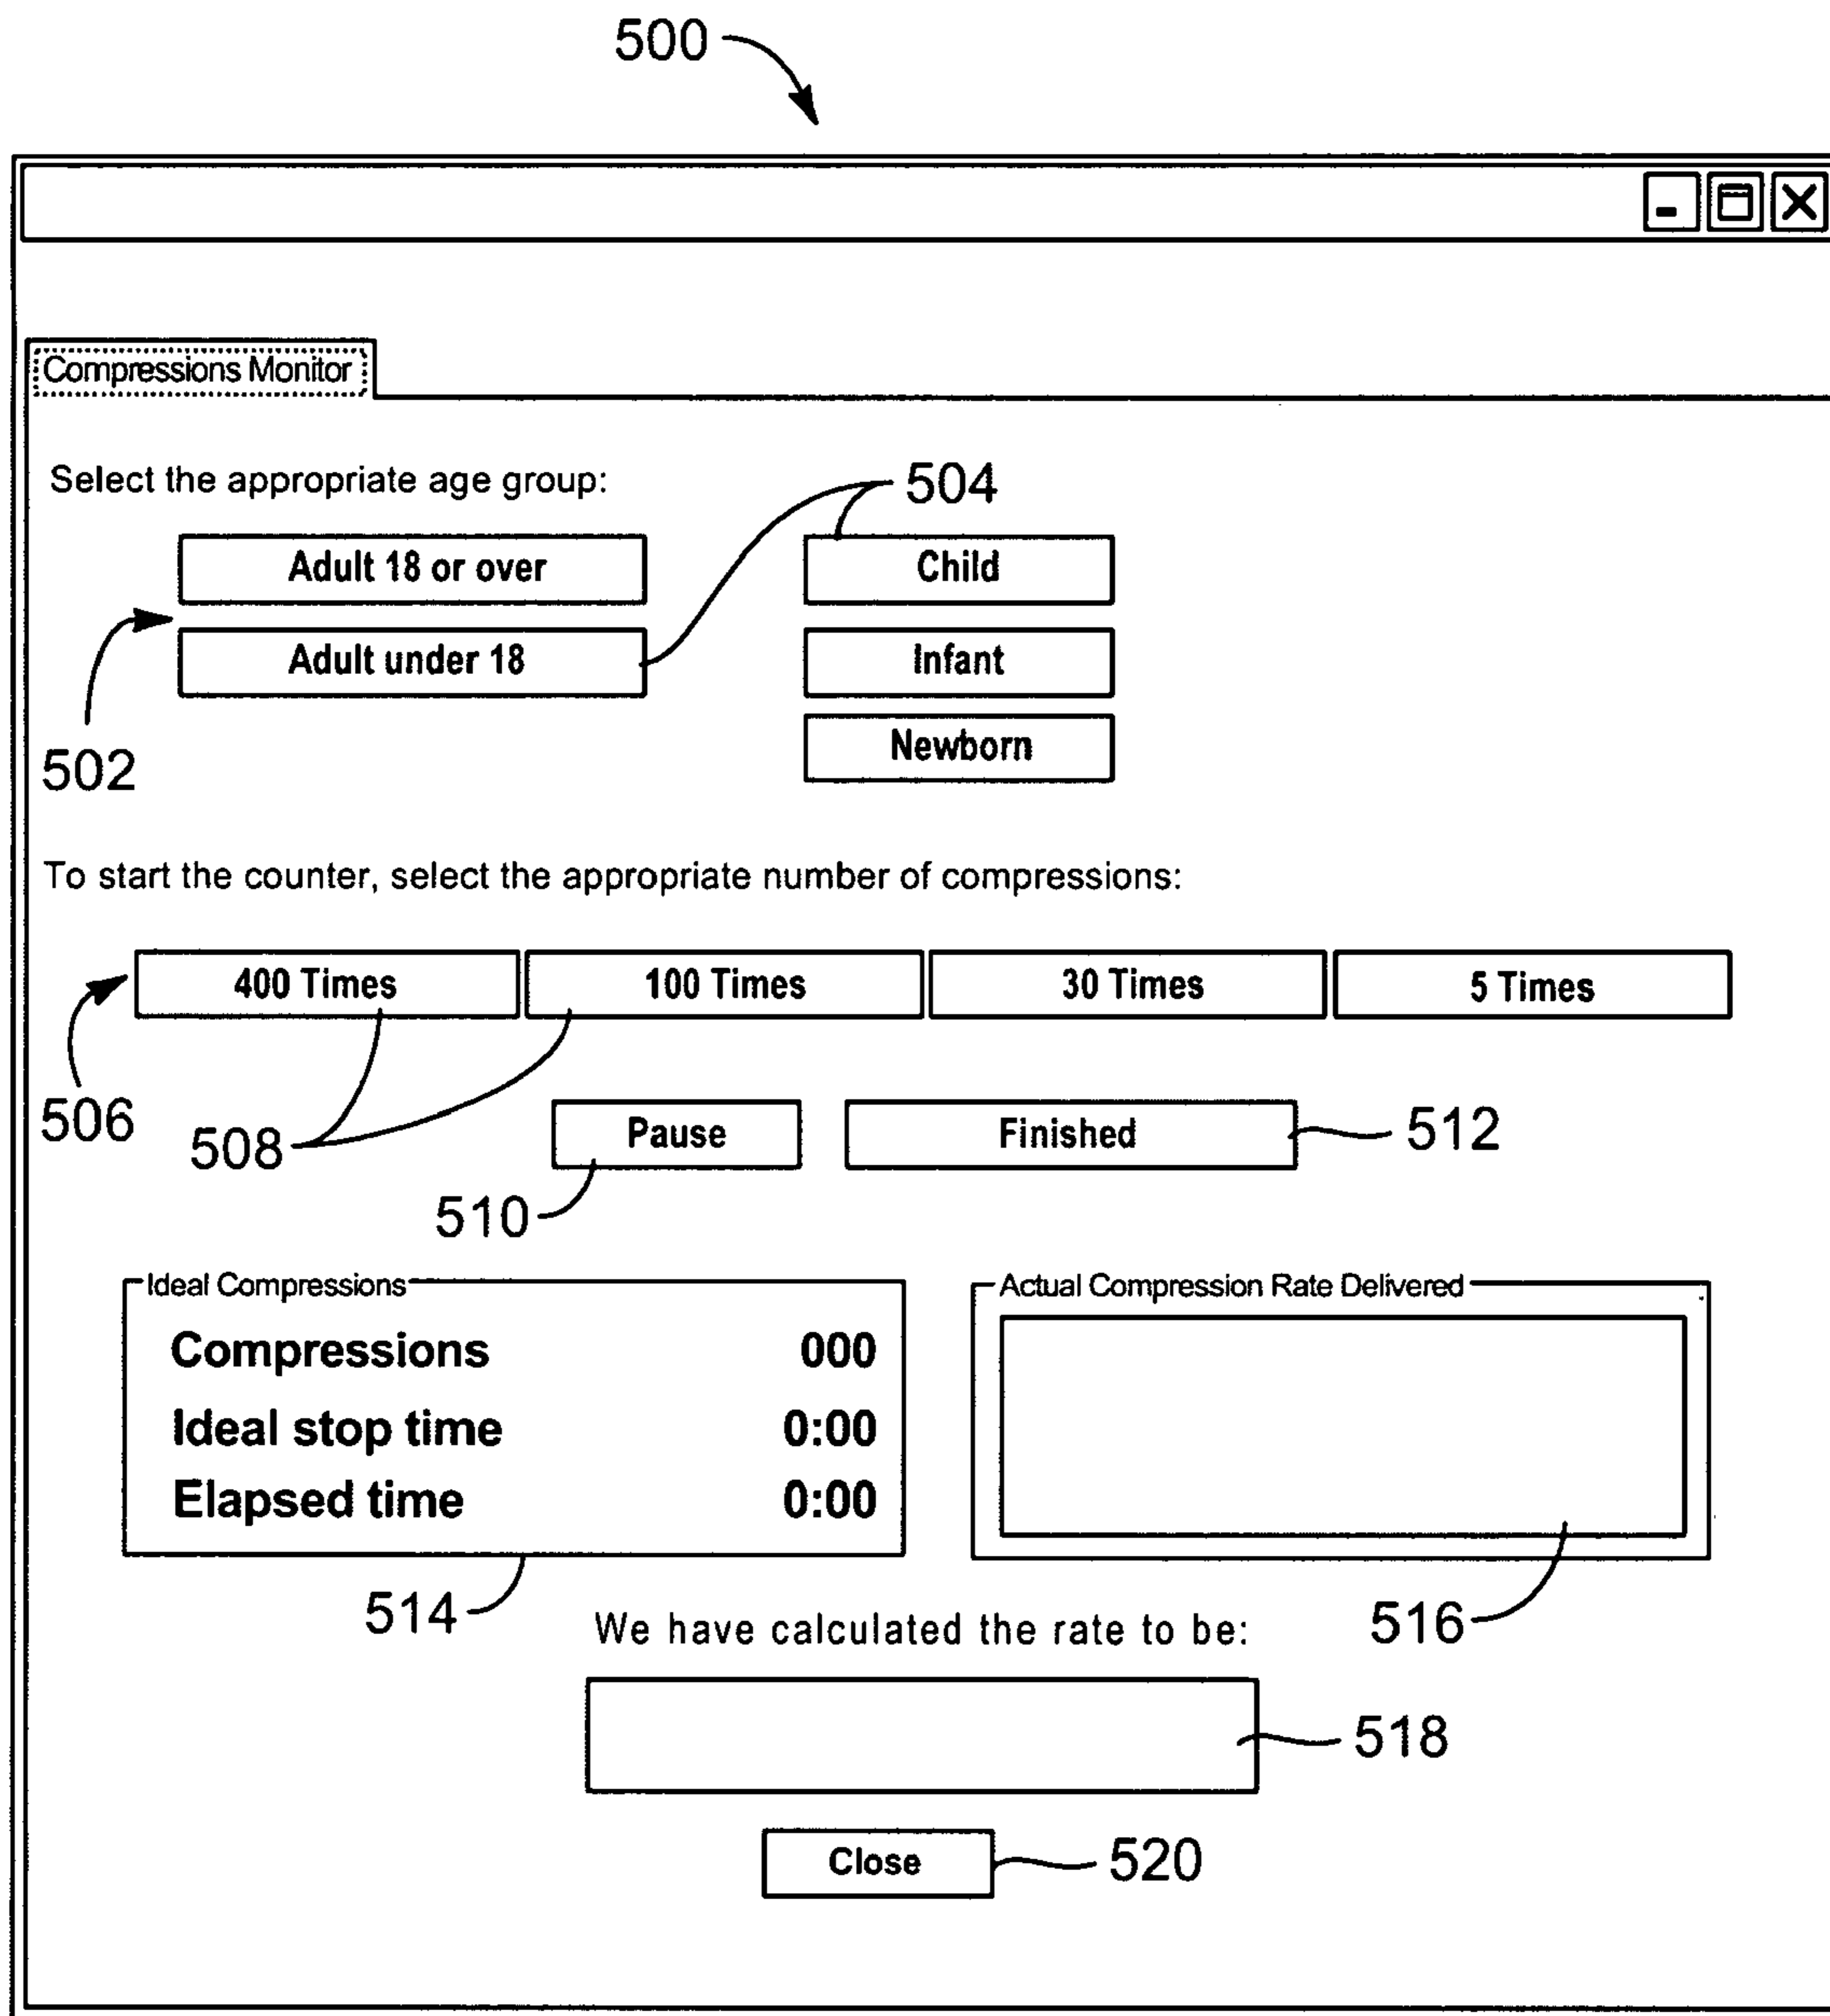 500
Compressions Monitor
Select the appropriate age group:
504
Adult 18 or over
Child
Adult under 18
Infant
502
Newborn
To start the counter, select the appropriate number of compressions:
400 Times 100 Times 30 Times 5 Times
506
508
Pause
Finished
512
510
Ideal Compressions
Compressions 000
Ideal stop time 0:00
Elapsed time 0:00
514
Actual Compression Rate Delivered
516
We have calculated the rate to be:
518
Close
520